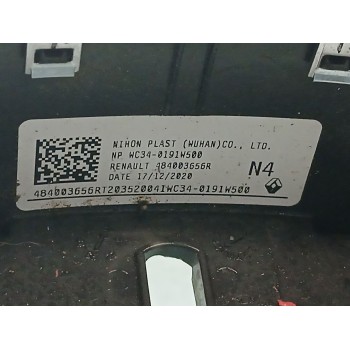 NIHON PLAST (WUHAN)CO., LTD.
NP WC34-0191W500
RENAULT 484003656R
DATE 17/12/2020
N4
484003656RT203520041WC34-0191W500